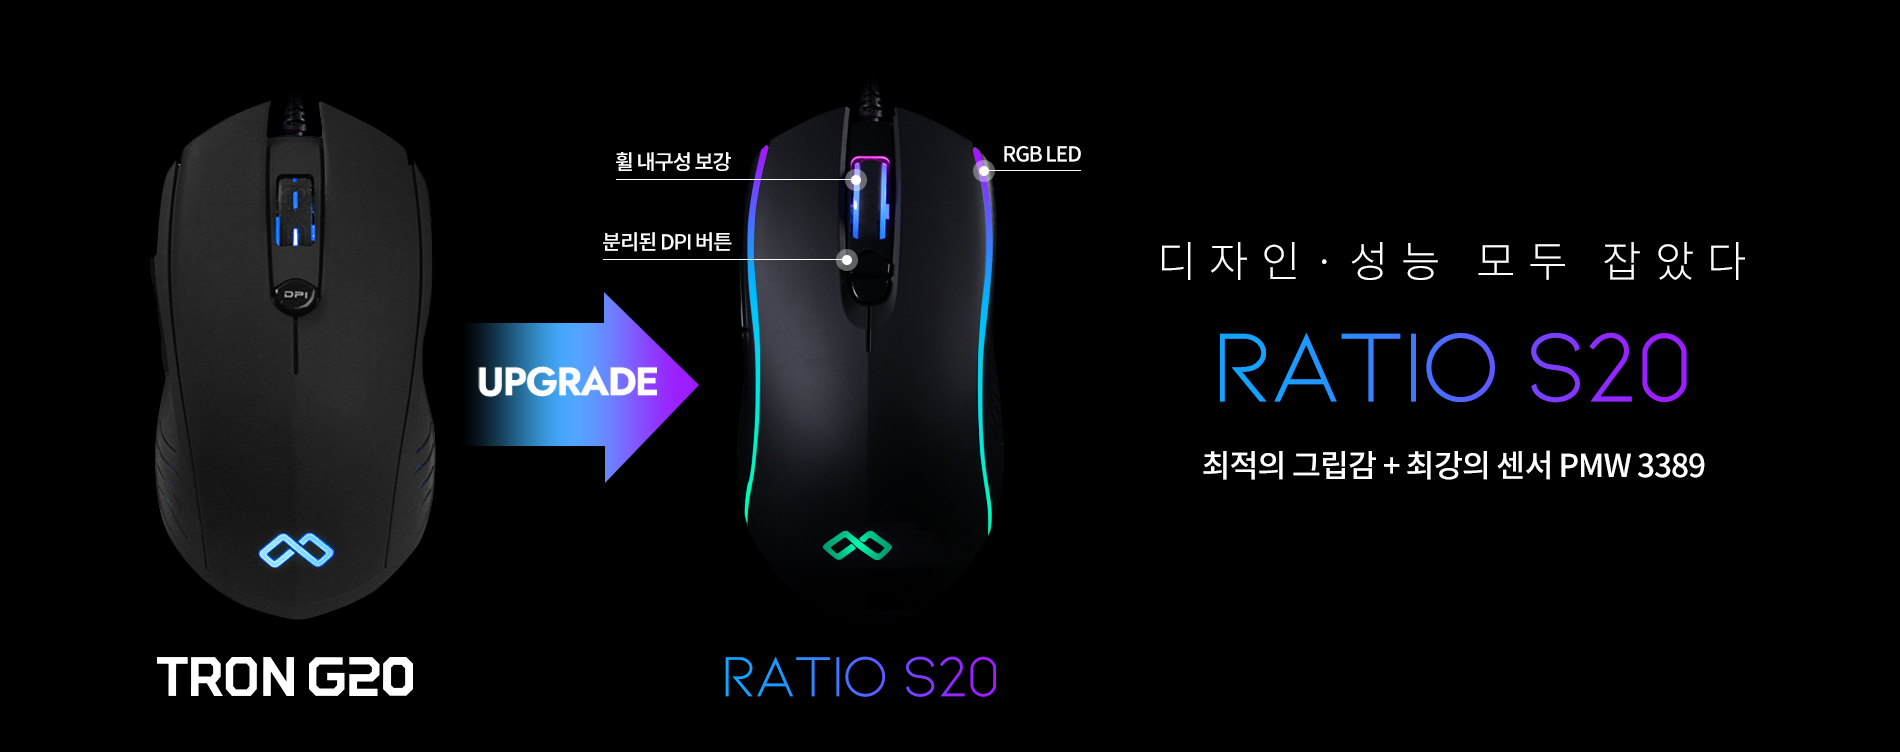 휠 내구성 보강
RGB LED
분리된 DPI 버튼
DPI
UPGRADE
TRON G20
RATIO S20
디자인·성능 모두 잡았다
RATIO S20
최적의 그립감 + 최강의 센서 PMW 3389